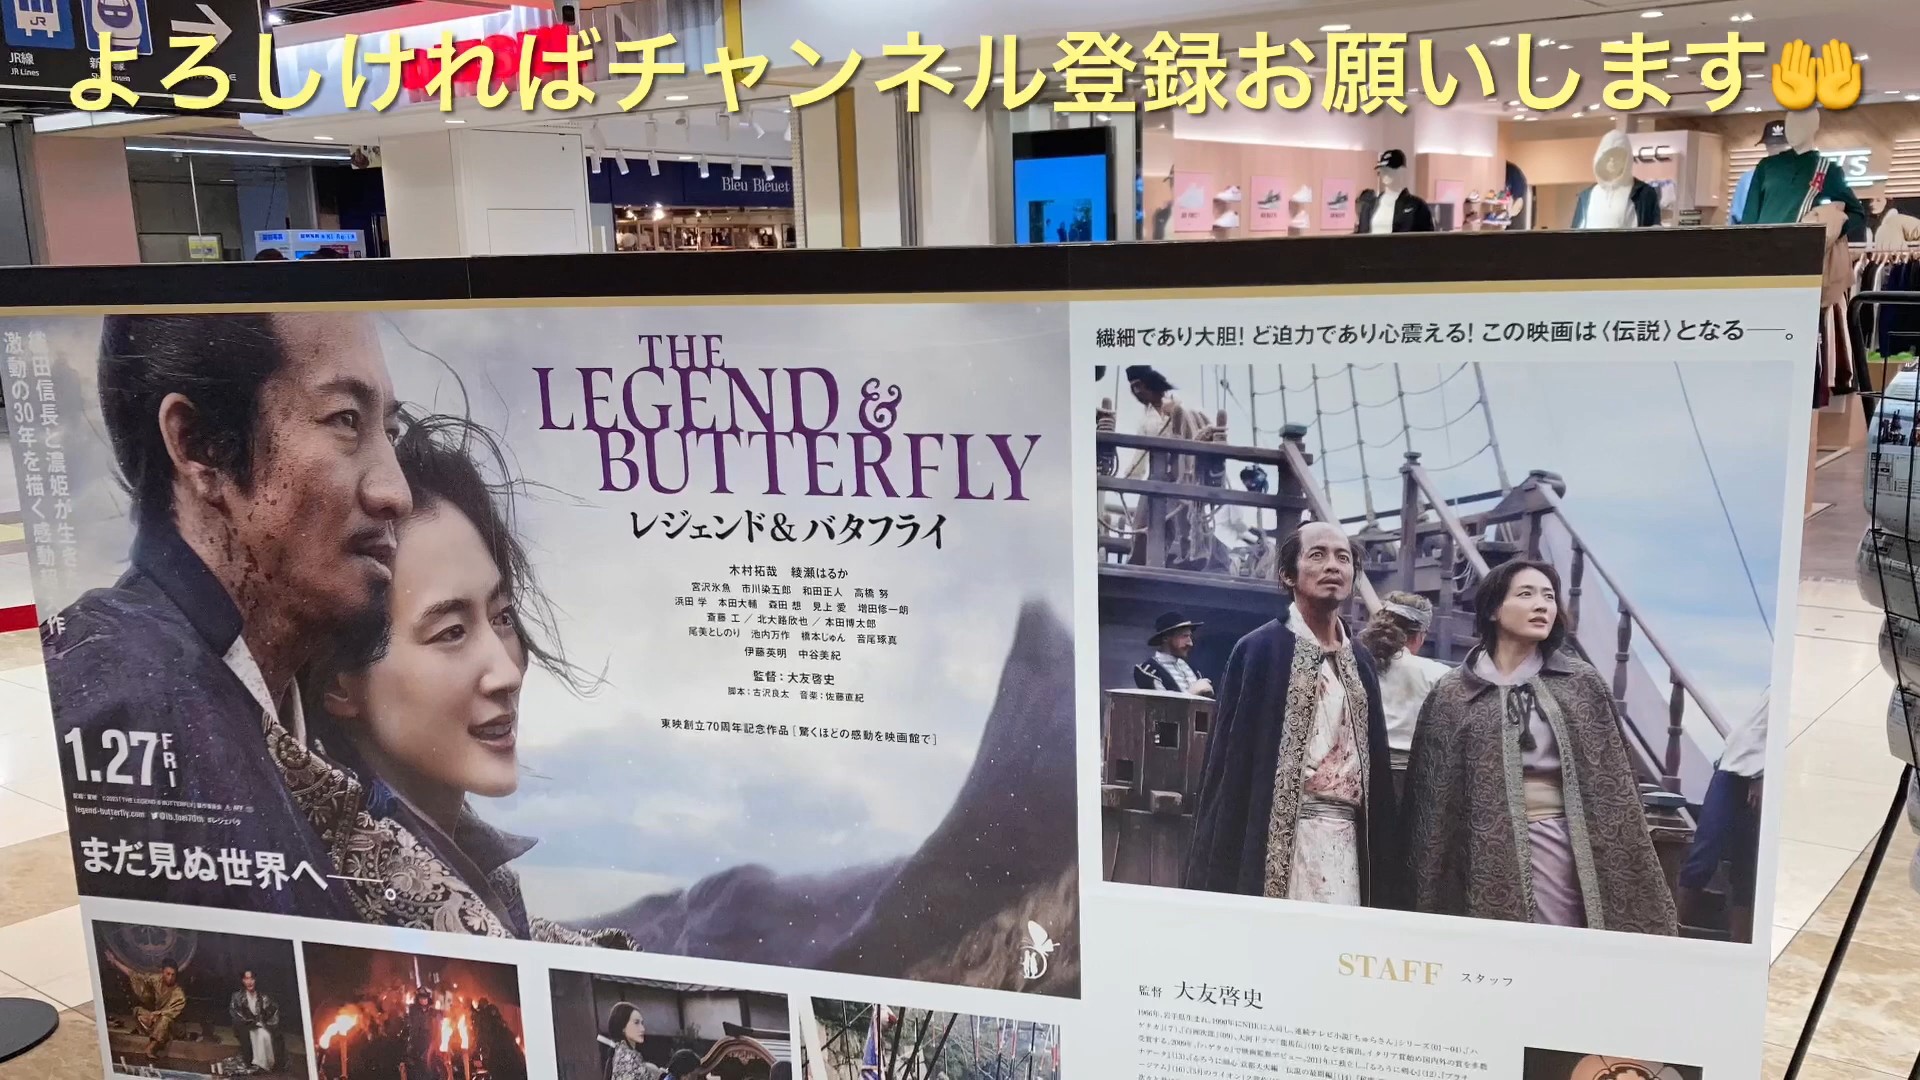 よろしければチャンネル登録お願いします🤲
JR線
JR Lines
Bleu Bleuet
繊細であり大胆! ど迫力であり心震える! この映画は〈伝説〉となる──。
織田信長と濃姫が生き
激動の30年を描く感動
作
THE
LEGEND &
BUTTERFLY
レジェンド&バタフライ
木村拓哉 綾瀬はるか
宮沢氷魚 市川染五郎 和田正人 高橋 努
浜田 学 本田大輔 森田 想 見上 愛 増田修一朗
斎藤 工 / 北大路欣也 / 本田博太郎
尾美としのり 池内万作 橋本じゅん 音尾琢真
伊藤英明 中谷美紀
監督:大友啓史
脚本:古沢良太 音楽:佐藤直紀
東映創立70周年記念作品[驚くほどの感動を映画館で]
1.27 FRI
legend-butterfly.com
まだ見ぬ世界へ──。
STAFF スタッフ
監督 大友啓史